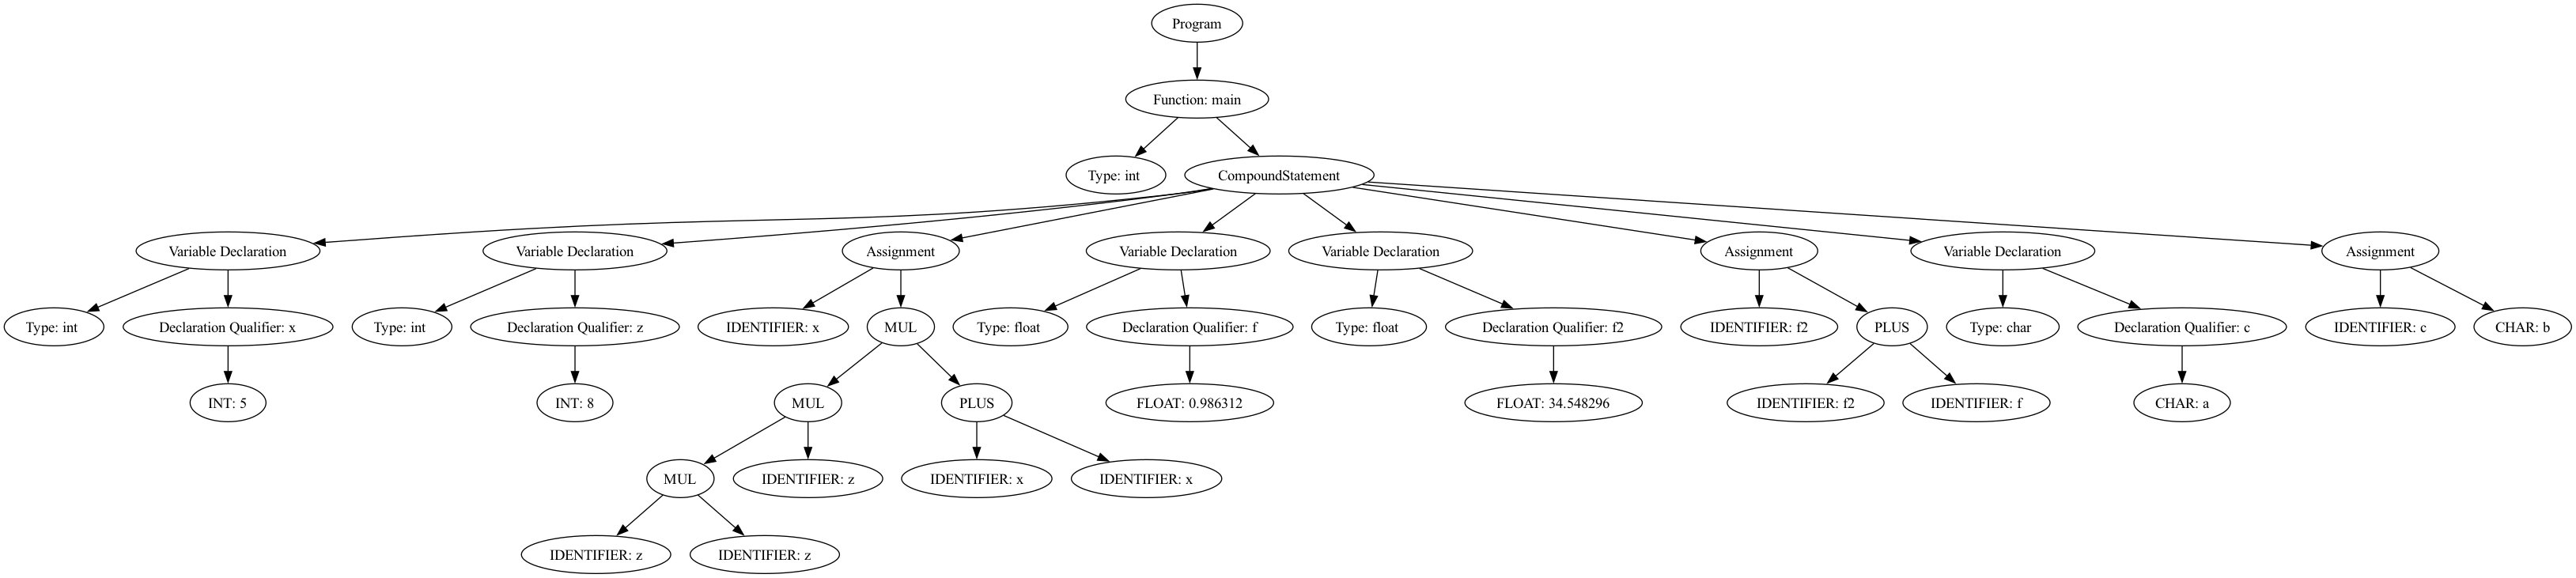 Program
Function: main
Type: int
CompoundStatement
Variable Declaration
Variable Declaration
Assignment
Variable Declaration
Variable Declaration
Assignment
Variable Declaration
Assignment
Type: int
Declaration Qualifier: x
Type: int
Declaration Qualifier: z
IDENTIFIER: x
MUL
Type: float
Declaration Qualifier: f
Type: float
Declaration Qualifier: f2
IDENTIFIER: f2
PLUS
Type: char
Declaration Qualifier: c
IDENTIFIER: c
CHAR: b
INT: 5
INT: 8
MUL
PLUS
FLOAT: 0.986312
FLOAT: 34.548296
IDENTIFIER: f2
IDENTIFIER: f
CHAR: a
MUL
IDENTIFIER: z
IDENTIFIER: x
IDENTIFIER: x
IDENTIFIER: z
IDENTIFIER: z